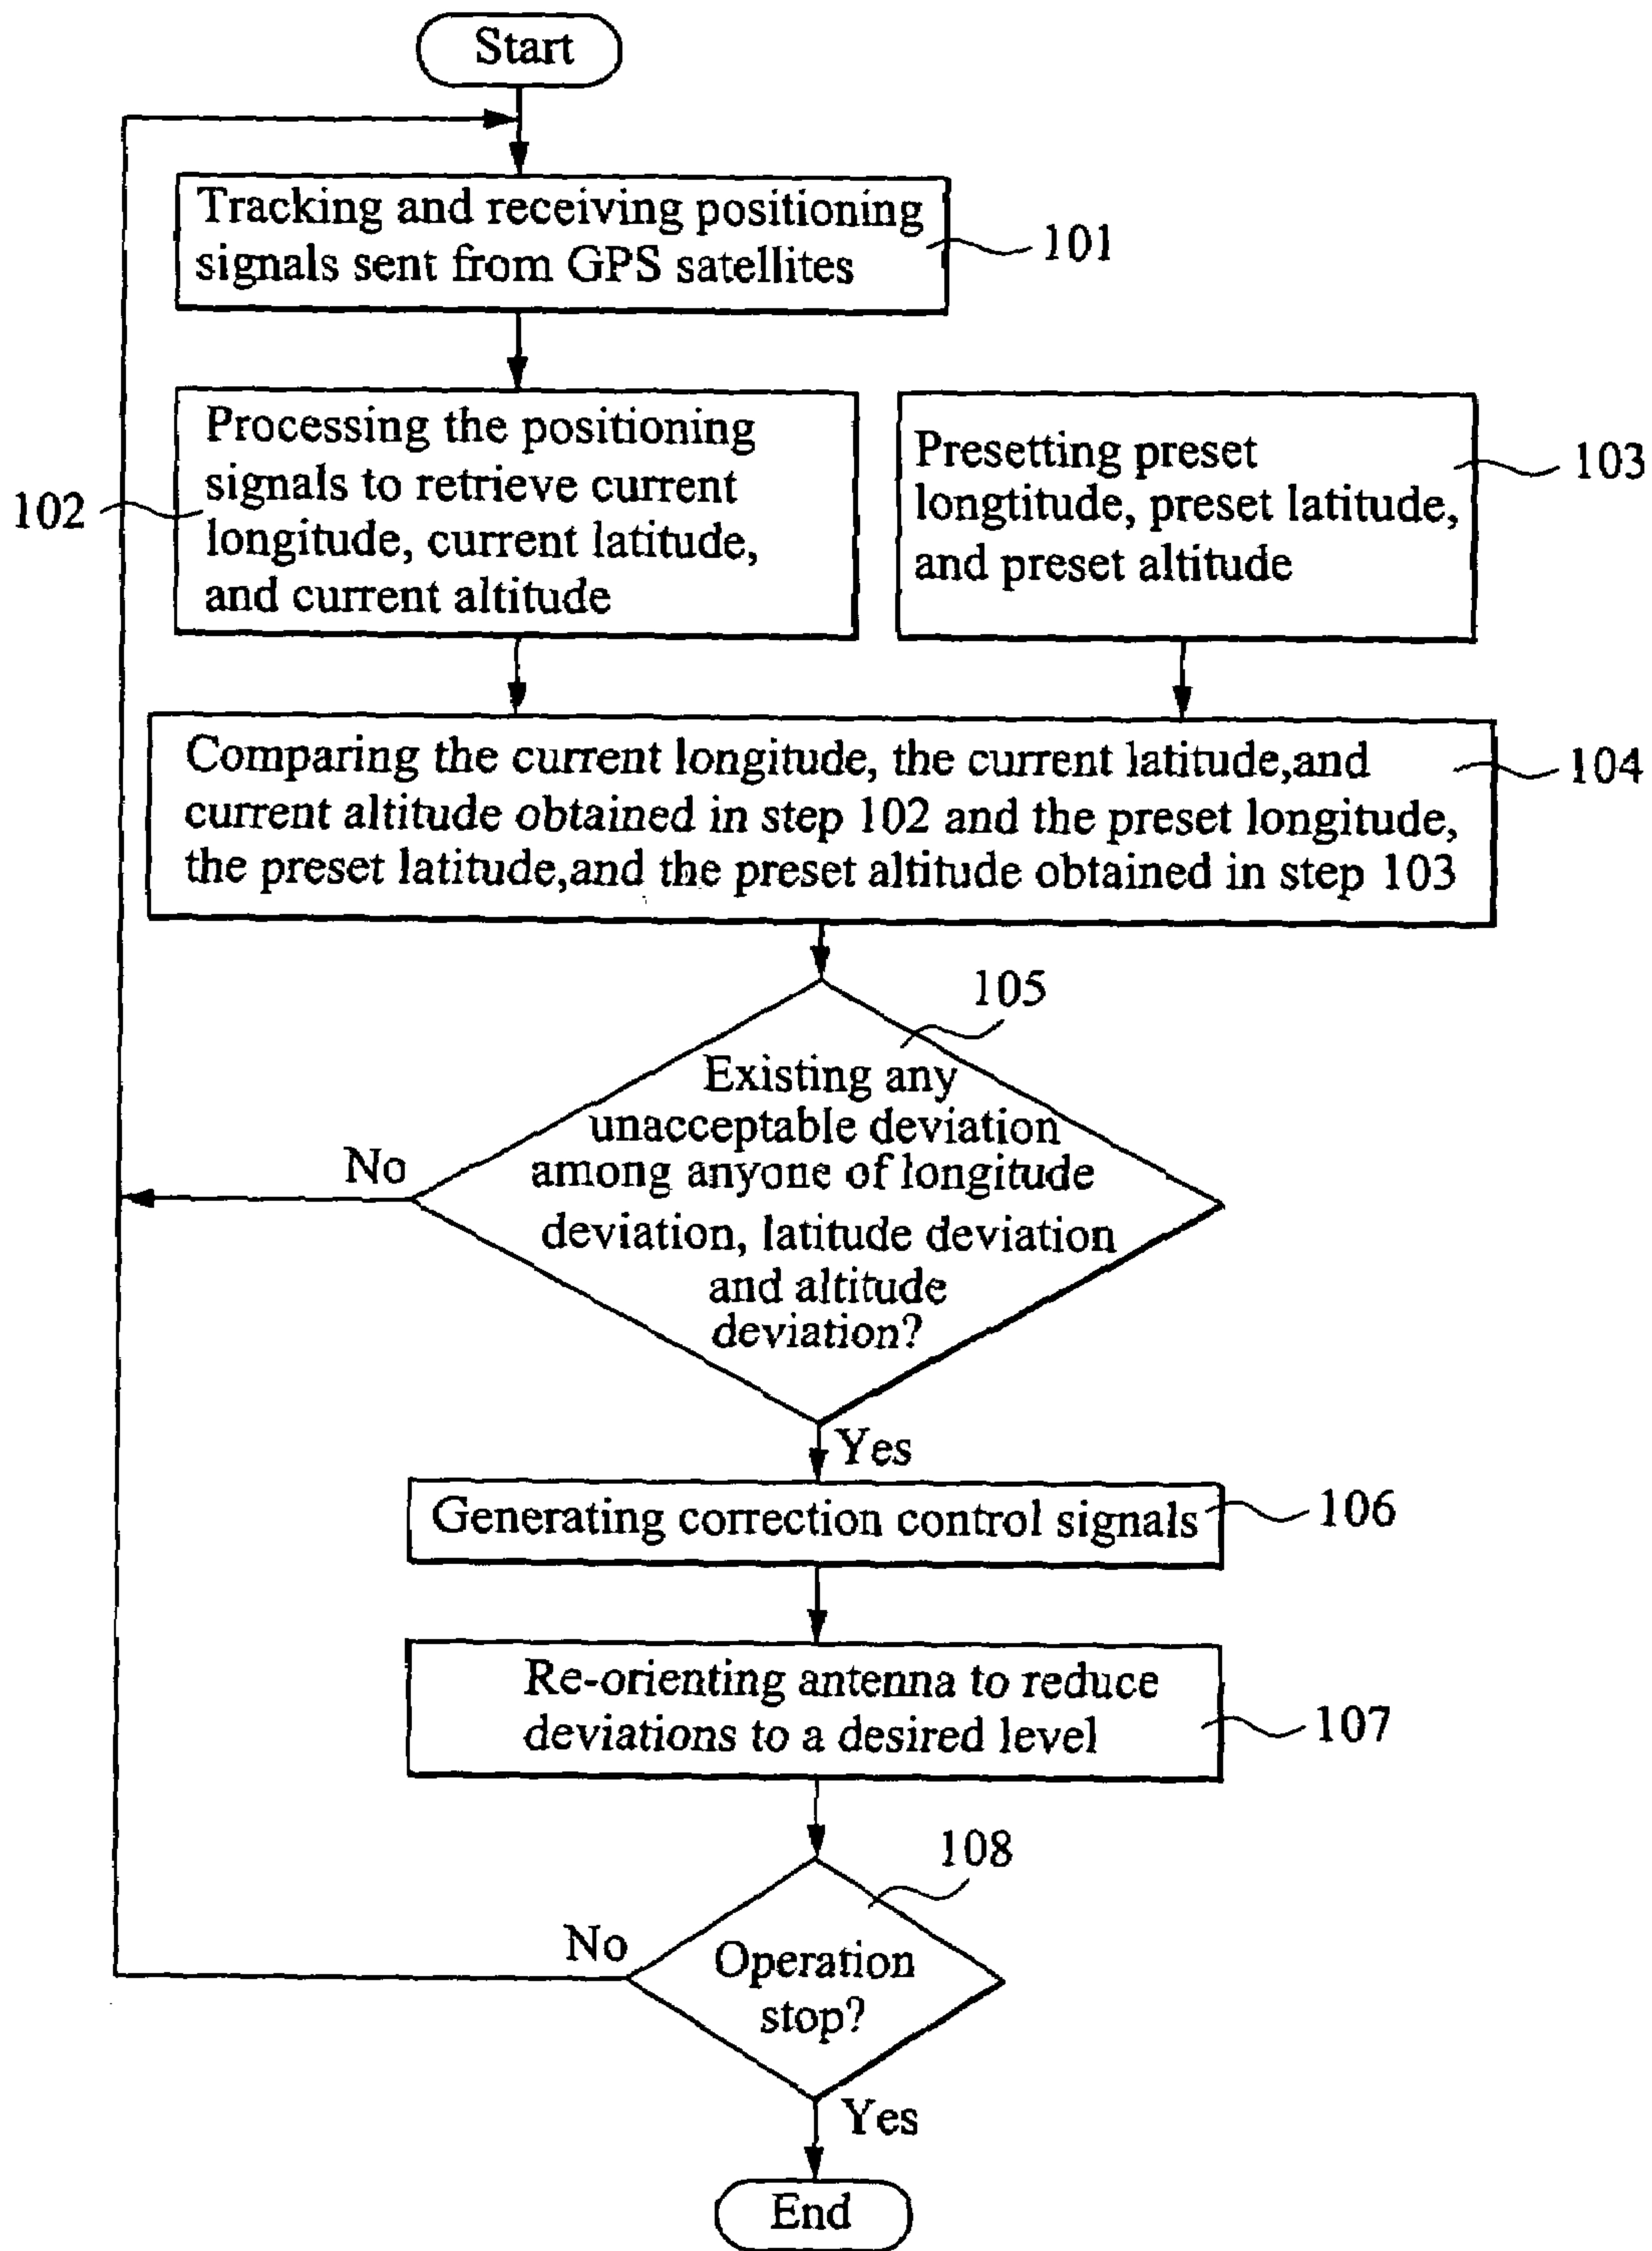 Start
Tracking and receiving positioning
signals sent from GPS satellites
101
Processing the positioning
signals to retrieve current
longitude, current latitude,
and current altitude
102
Presetting preset
longtitude, preset latitude,
and preset altitude
103
Comparing the current longitude, the current latitude,and
current altitude obtained in step 102 and the preset longitude,
the preset latitude,and the preset altitude obtained in step 103
104
105
Existing any
unacceptable deviation
among anyone of longitude
deviation, latitude deviation
and altitude
deviation?
No
Yes
Generating correction control signals
106
Re-orienting antenna to reduce
deviations to a desired level
107
108
Operation
stop?
No
Yes
End